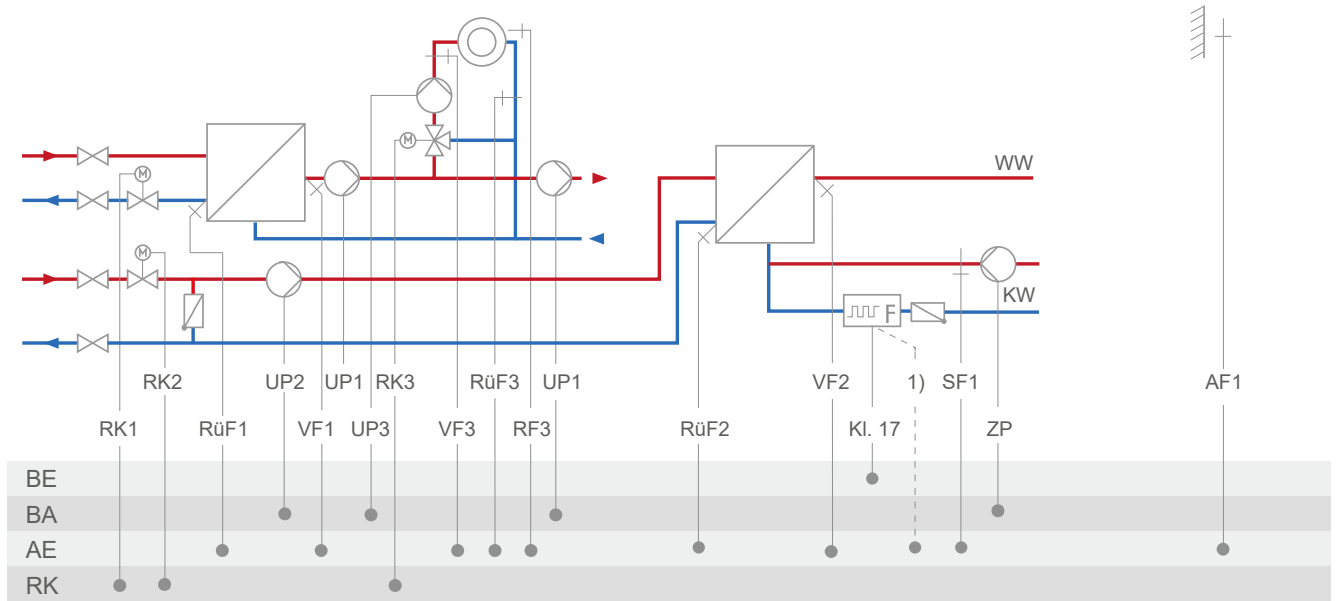 M
WW
M
M
F
KW
RK2 UP2 UP1 RK3 RüF3 UP1 VF2 1) SF1 AF1
RK1 RüF1 VF1 UP3 VF3 RF3 RüF2 Kl. 17 ZP
BE
BA
AE
RK